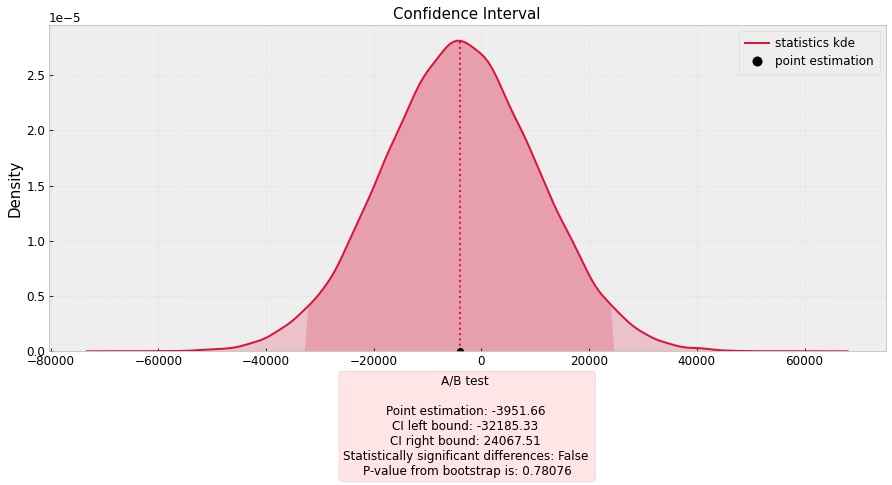 Confidence Interval
1e−5
statistics kde
point estimation
Density
2.5
2.0
1.5
1.0
0.5
0.0
−80000 −60000 −40000 −20000 0 20000 40000 60000
A/B test
Point estimation: -3951.66
CI left bound: -32185.33
CI right bound: 24067.51
Statistically significant differences: False
P-value from bootstrap is: 0.78076